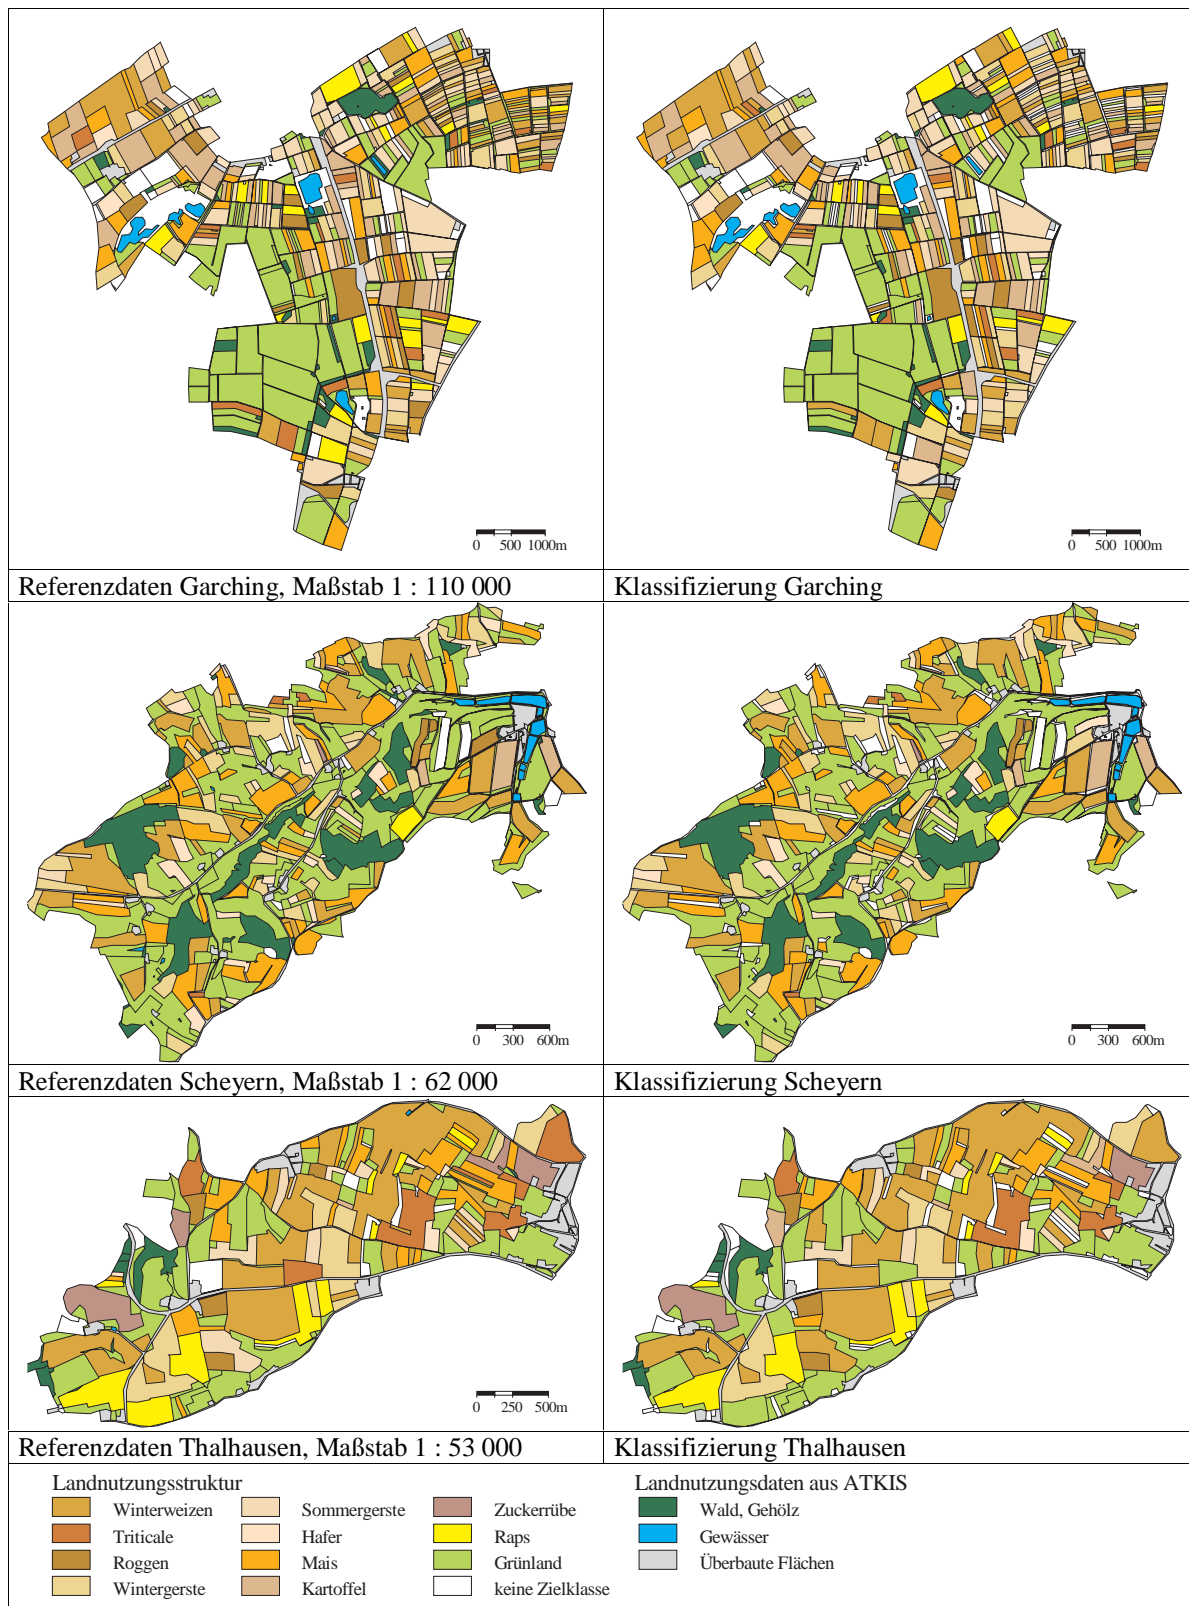 0 500 1000m
0 500 1000m
Referenzdaten Garching, Maßstab 1 : 110 000
Klassifizierung Garching
0 300 600m
0 300 600m
Referenzdaten Scheyern, Maßstab 1 : 62 000
Klassifizierung Scheyern
0 250 500m
Referenzdaten Thalhausen, Maßstab 1 : 53 000
Klassifizierung Thalhausen
Landnutzungsstruktur
Winterweizen
Triticale
Roggen
Wintergerste
Sommergerste
Hafer
Mais
Kartoffel
Zuckerrübe
Raps
Grünland
keine Zielklasse
Landnutzungsdaten aus ATKIS
Wald, Gehölz
Gewässer
Überbaute Flächen